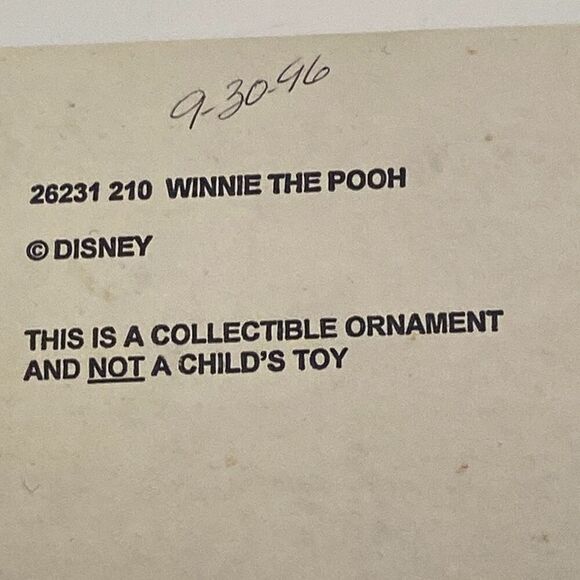 9-30-96
26231 210 WINNIE THE POOH
© DISNEY
THIS IS A COLLECTIBLE ORNAMENT
AND NOT A CHILD'S TOY